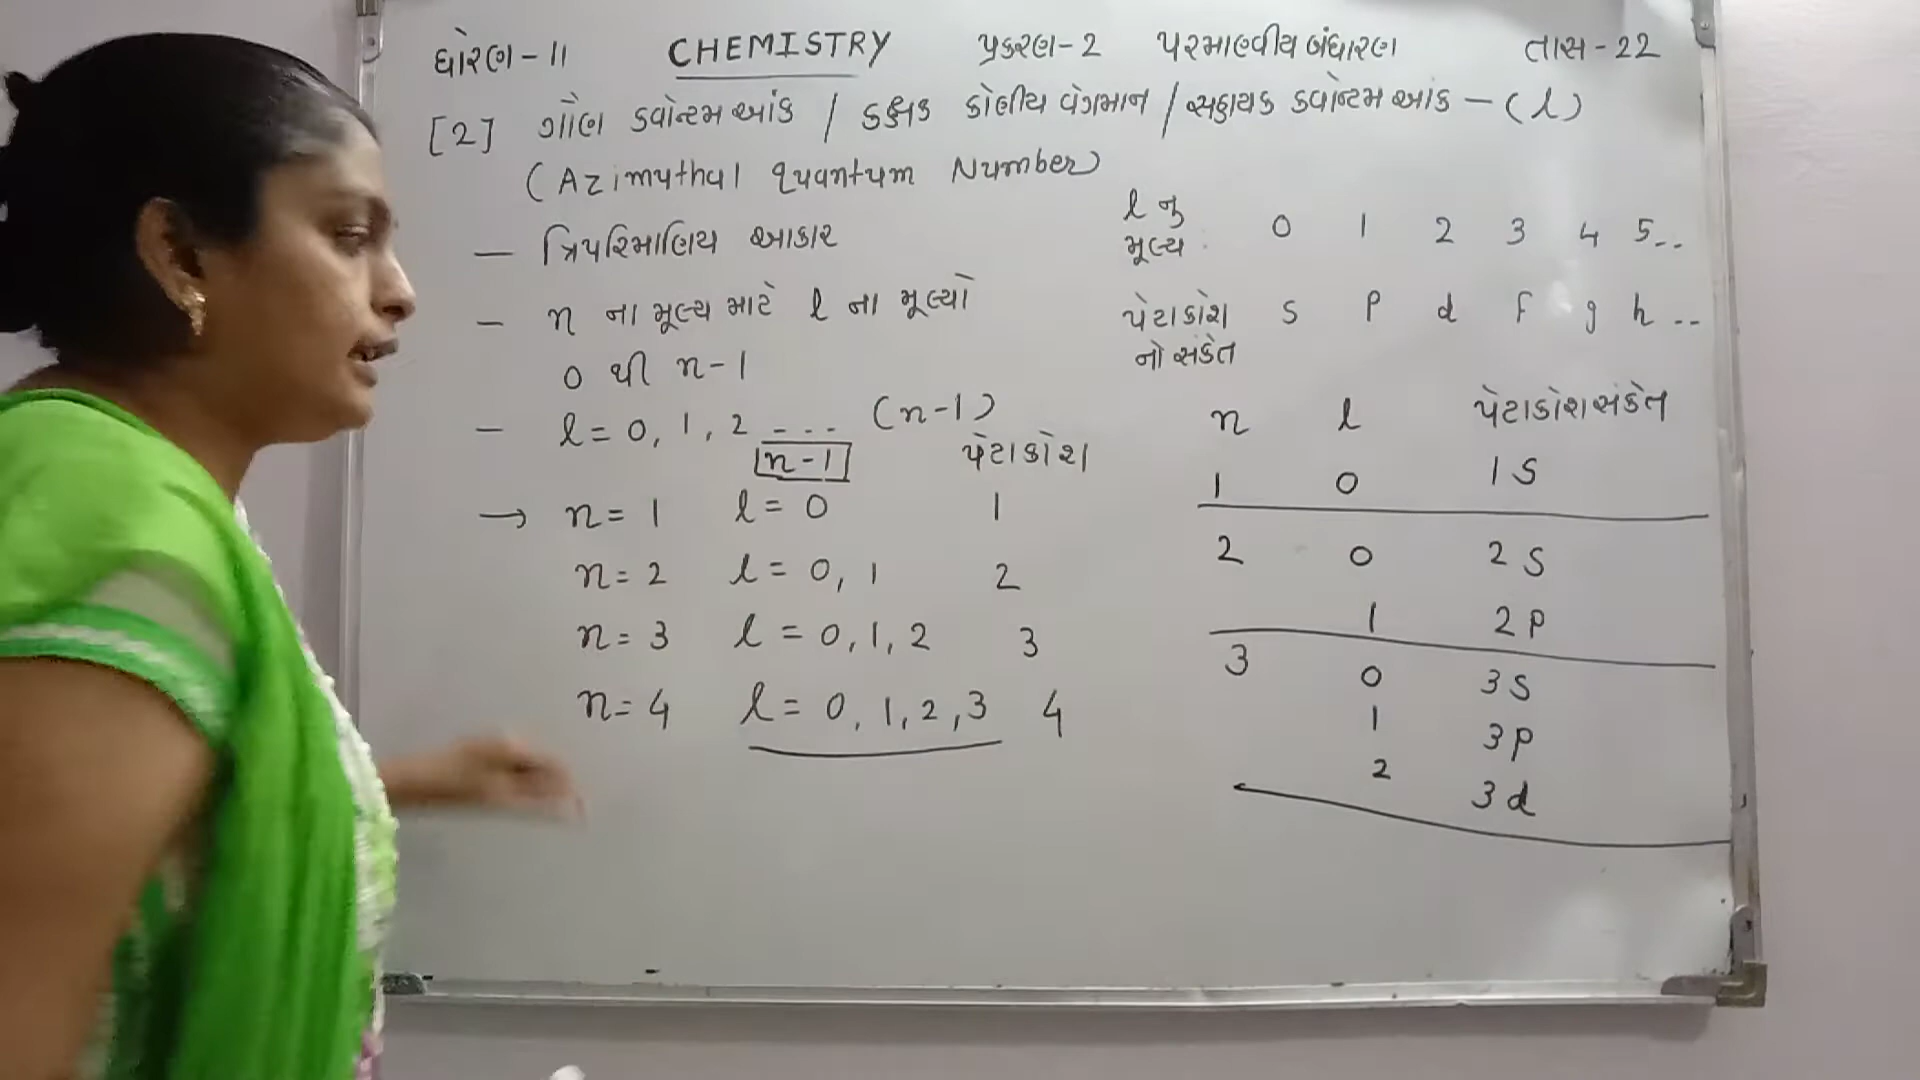 ધોરણ-11 CHEMISTRY પ્રકરણ-2 પરમાણ્વીય બંધારણ તાસ-22
[2] ગૌણ ક્વોન્ટમ આંક / કક્ષક કોણીય વેગમાન / સહાયક ક્વોન્ટમ આંક - (l)
(Azimuthal quantum Number)
- ત્રિપરિમાણિય આકાર
- n ના મૂલ્ય માટે l ના મૂલ્યો
0 થી n-1
- l = 0, 1, 2 ---- (n-1)
n-1 પેટાકોશ
→ n = 1 l = 0 1
n = 2 l = 0, 1 2
n = 3 l = 0, 1, 2 3
n = 4 l = 0, 1, 2, 3 4
l નુ
મૂલ્ય : 0 1 2 3 4 5..
પેટાકોશ s p d f g h ..
નો સંકેત
n l પેટાકોશ સંકેત
1 0 1s
2 0 2s
1 2p
3 0 3s
1 3p
2 3d